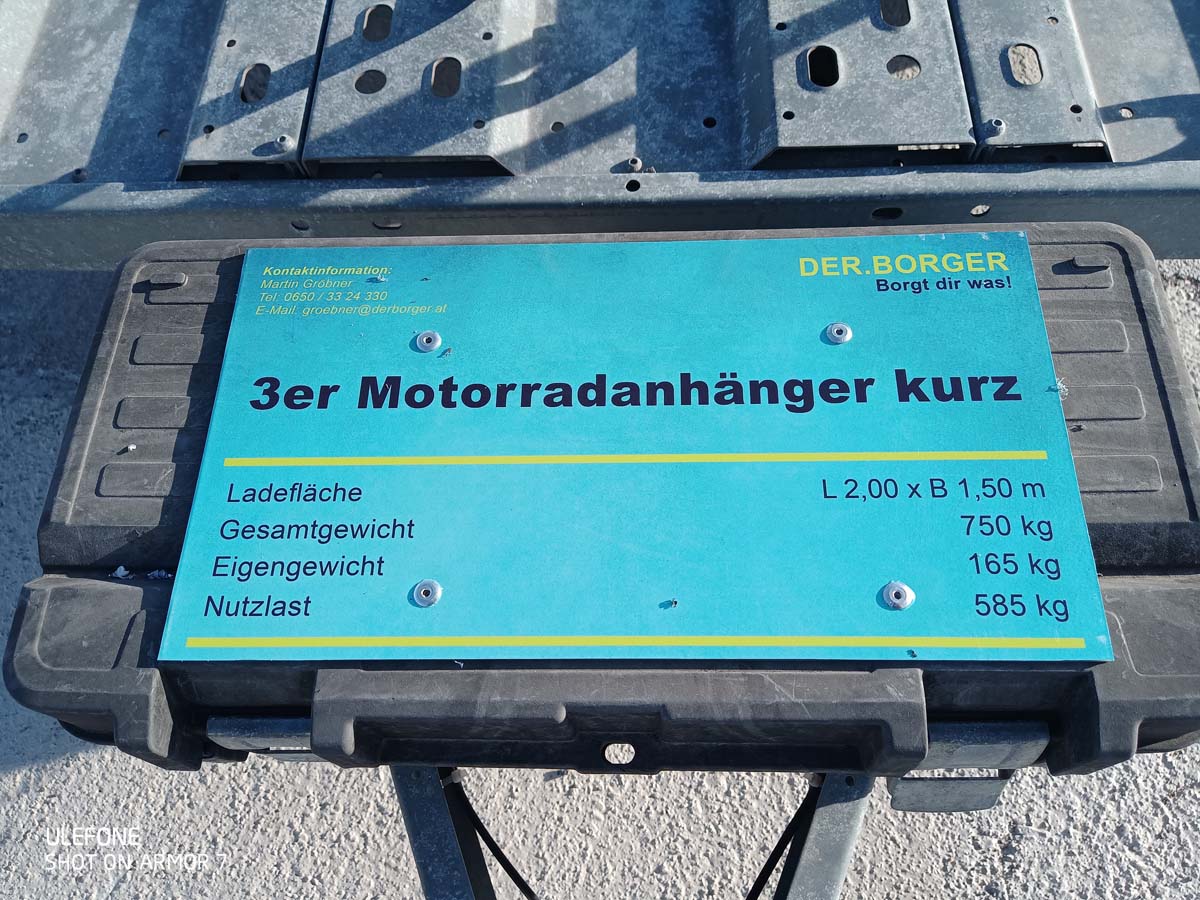 Kontaktinformation:
Martin Gröbner
Tel: 0650 / 33 24 330
E-Mail: groebner@derborger.at
DER.BORGER
Borgt dir was!
3er Motorradanhänger kurz
Ladefläche L 2,00 x B 1,50 m
Gesamtgewicht 750 kg
Eigengewicht 165 kg
Nutzlast 585 kg
ULEFONE
SHOT ON ARMOR 7